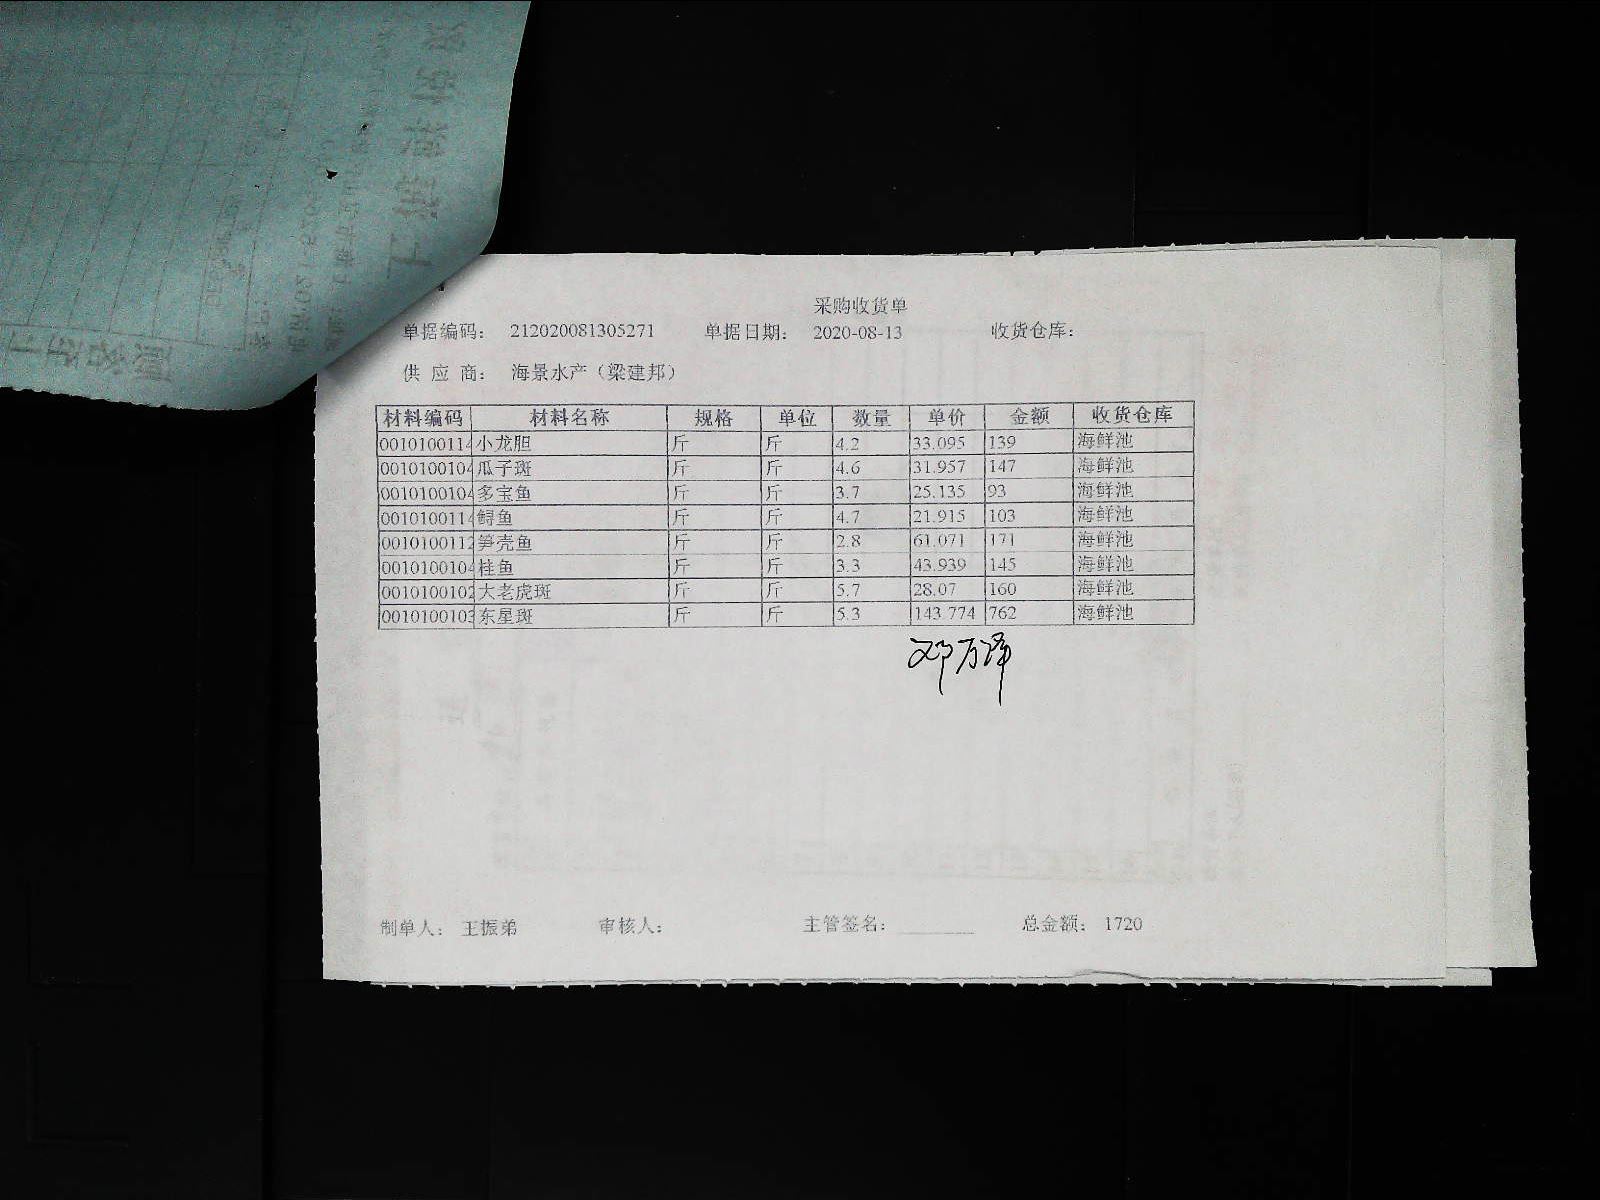 采购收货单
单据编码： 212020081305271 单据日期： 2020-08-13 收货仓库：
供 应 商： 海景水产（梁建邦）
材料编码 材料名称 规格 单位 数量 单价 金额 收货仓库
0010100114 小龙胆 斤 斤 4.2 33.095 139 海鲜池
0010100104 瓜子斑 斤 斤 4.6 31.957 147 海鲜池
0010100104 多宝鱼 斤 斤 3.7 25.135 93 海鲜池
0010100114 鲟鱼 斤 斤 4.7 21.915 103 海鲜池
0010100112 笋壳鱼 斤 斤 2.8 61.071 171 海鲜池
0010100104 桂鱼 斤 斤 3.3 43.939 145 海鲜池
0010100102 大老虎斑 斤 斤 5.7 28.07 160 海鲜池
0010100103 东星斑 斤 斤 5.3 143.774 762 海鲜池
邓万泽
制单人： 王振弟 审核人： 主管签名： 总金额： 1720